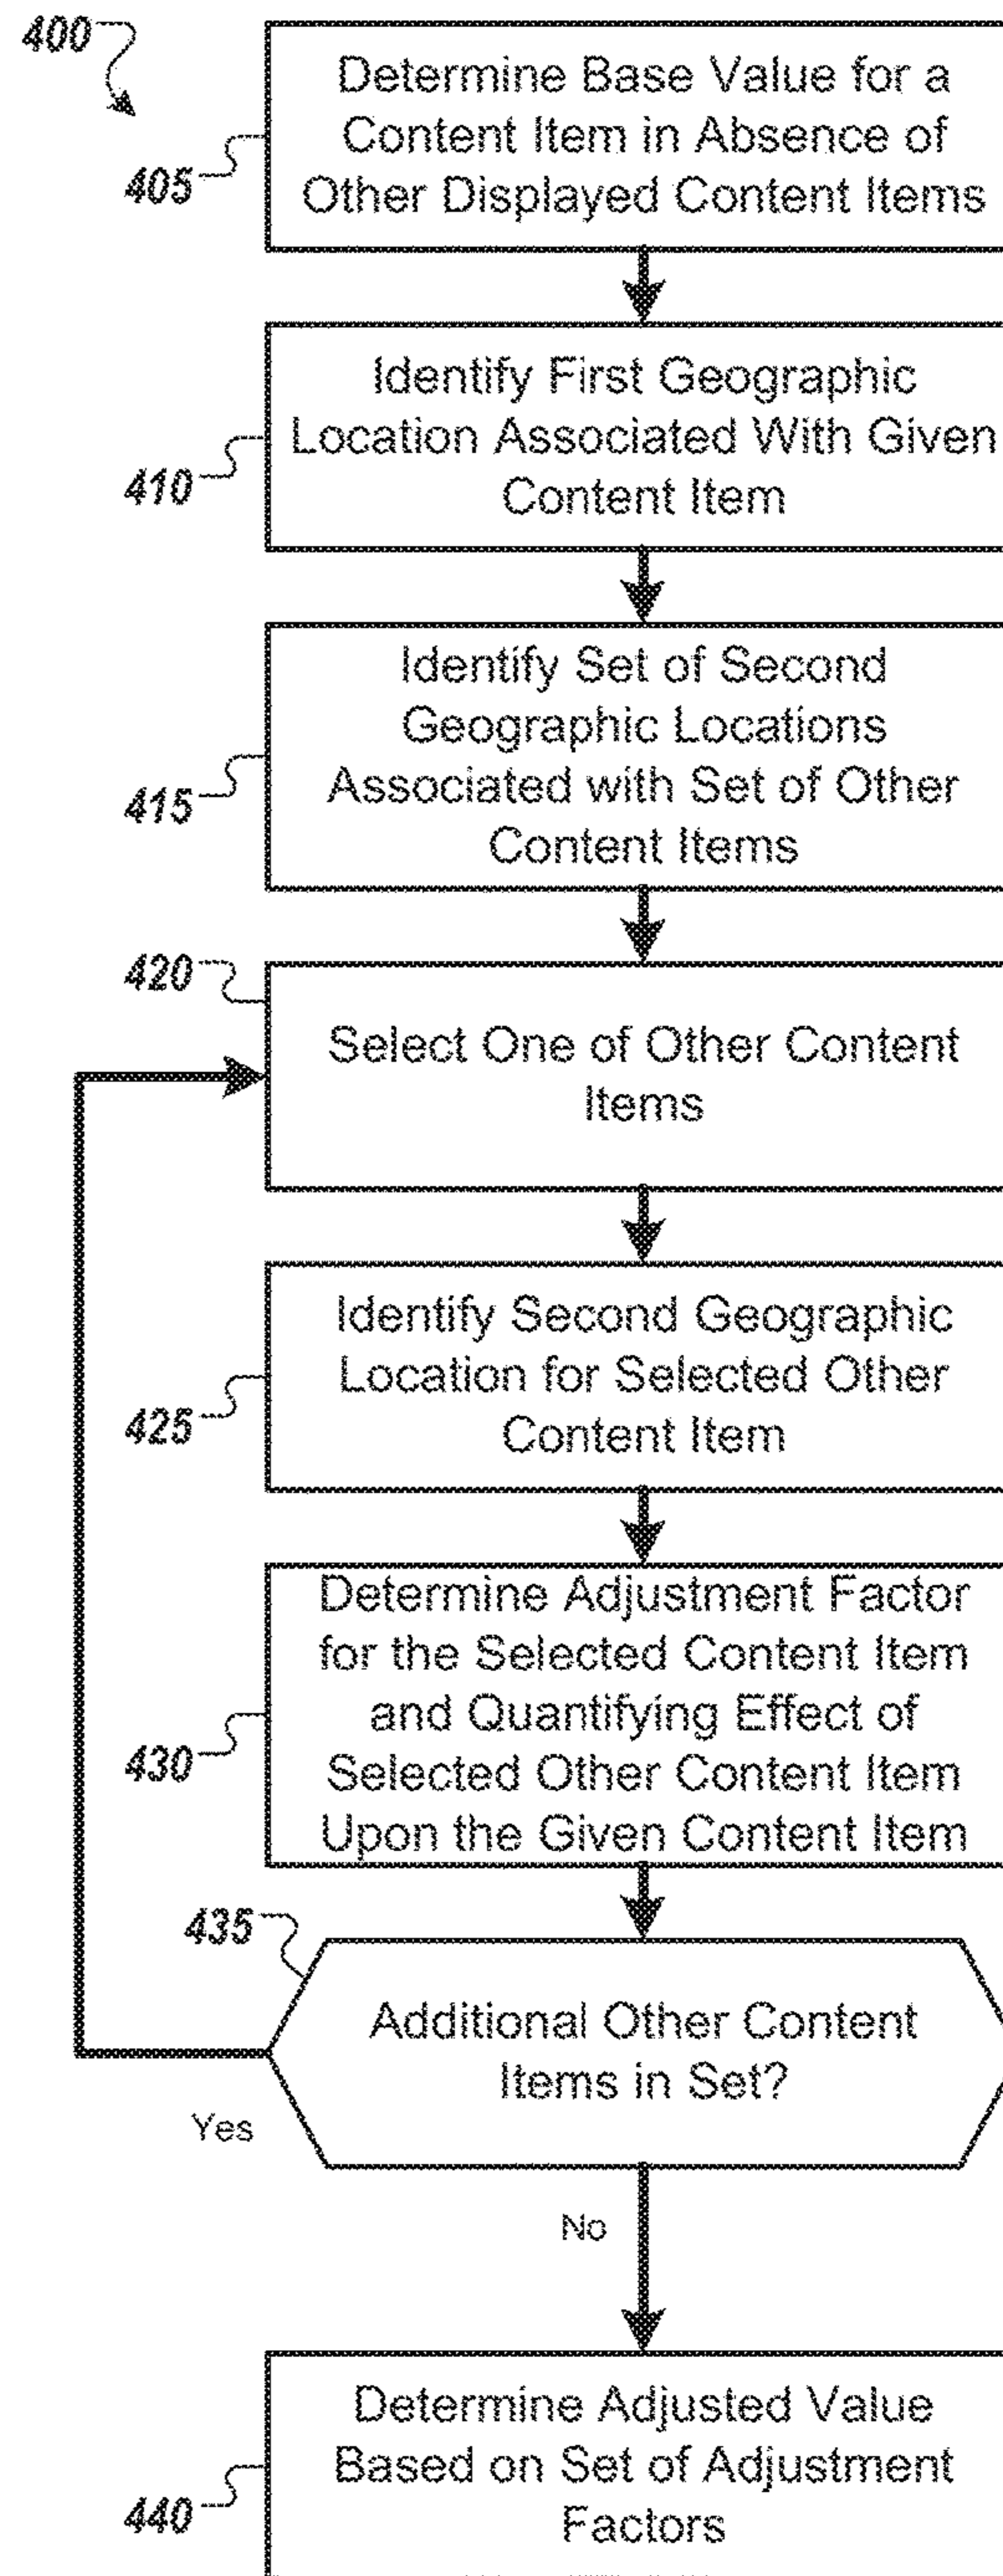 400
Determine Base Value for a
Content Item in Absence of
Other Displayed Content Items
405
Identify First Geographic
Location Associated With Given
Content Item
410
Identify Set of Second
Geographic Locations
Associated with Set of Other
Content Items
415
420
Select One of Other Content
Items
Identify Second Geographic
Location for Selected Other
Content Item
425
Determine Adjustment Factor
for the Selected Content Item
and Quantifying Effect of
Selected Other Content Item
Upon the Given Content Item
430
435
Additional Other Content
Items in Set?
Yes
No
Determine Adjusted Value
Based on Set of Adjustment
Factors
440